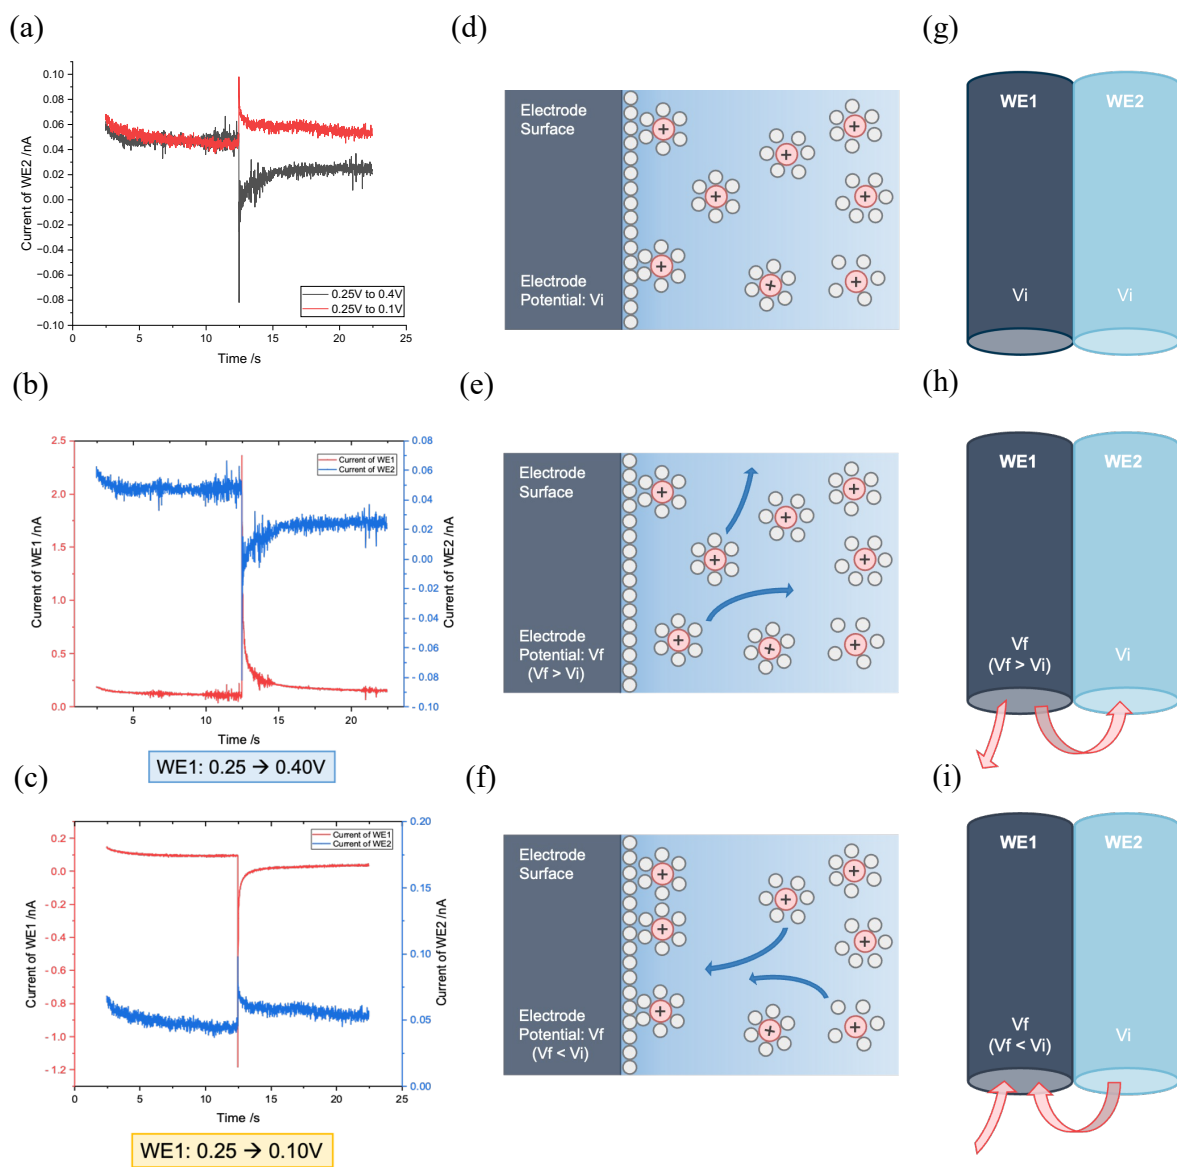 (a)
0.10
0.08
0.06
0.04
0.02
0.00
−0.02
−0.04
−0.06
−0.08
−0.10
Current of WE2 /nA
0
5
10
15
20
25
Time /s
0.25V to 0.4V
0.25V to 0.1V
(d)
Electrode
Surface
Electrode
Potential: Vi
+
+
+
+
+
+
+
(g)
WE1
WE2
Vi
Vi
(b)
2.5
2.0
1.5
1.0
0.5
0.0
Current of WE1 /nA
0.08
0.06
0.04
0.02
0.00
- 0.02
- 0.04
- 0.06
- 0.08
- 0.10
Current of WE2 /nA
5
10
15
20
Time /s
Current of WE1
Current of WE2
WE1: 0.25 → 0.40V
(e)
Electrode
Surface
Electrode
Potential: Vf
(Vf > Vi)
+
+
+
+
+
+
+
(h)
WE1
WE2
Vf
(Vf > Vi)
Vi
(c)
0.2
0.0
- 0.2
- 0.4
- 0.6
- 0.8
- 1.0
- 1.2
Current of WE1 /nA
0.20
0.15
0.10
0.05
0.00
Current of WE2 /nA
0
5
10
15
20
25
Time /s
Current of WE1
Current of WE2
WE1: 0.25 → 0.10V
(f)
Electrode
Surface
Electrode
Potential: Vf
(Vf < Vi)
+
+
+
+
+
+
+
+
(i)
WE1
WE2
Vf
(Vf < Vi)
Vi